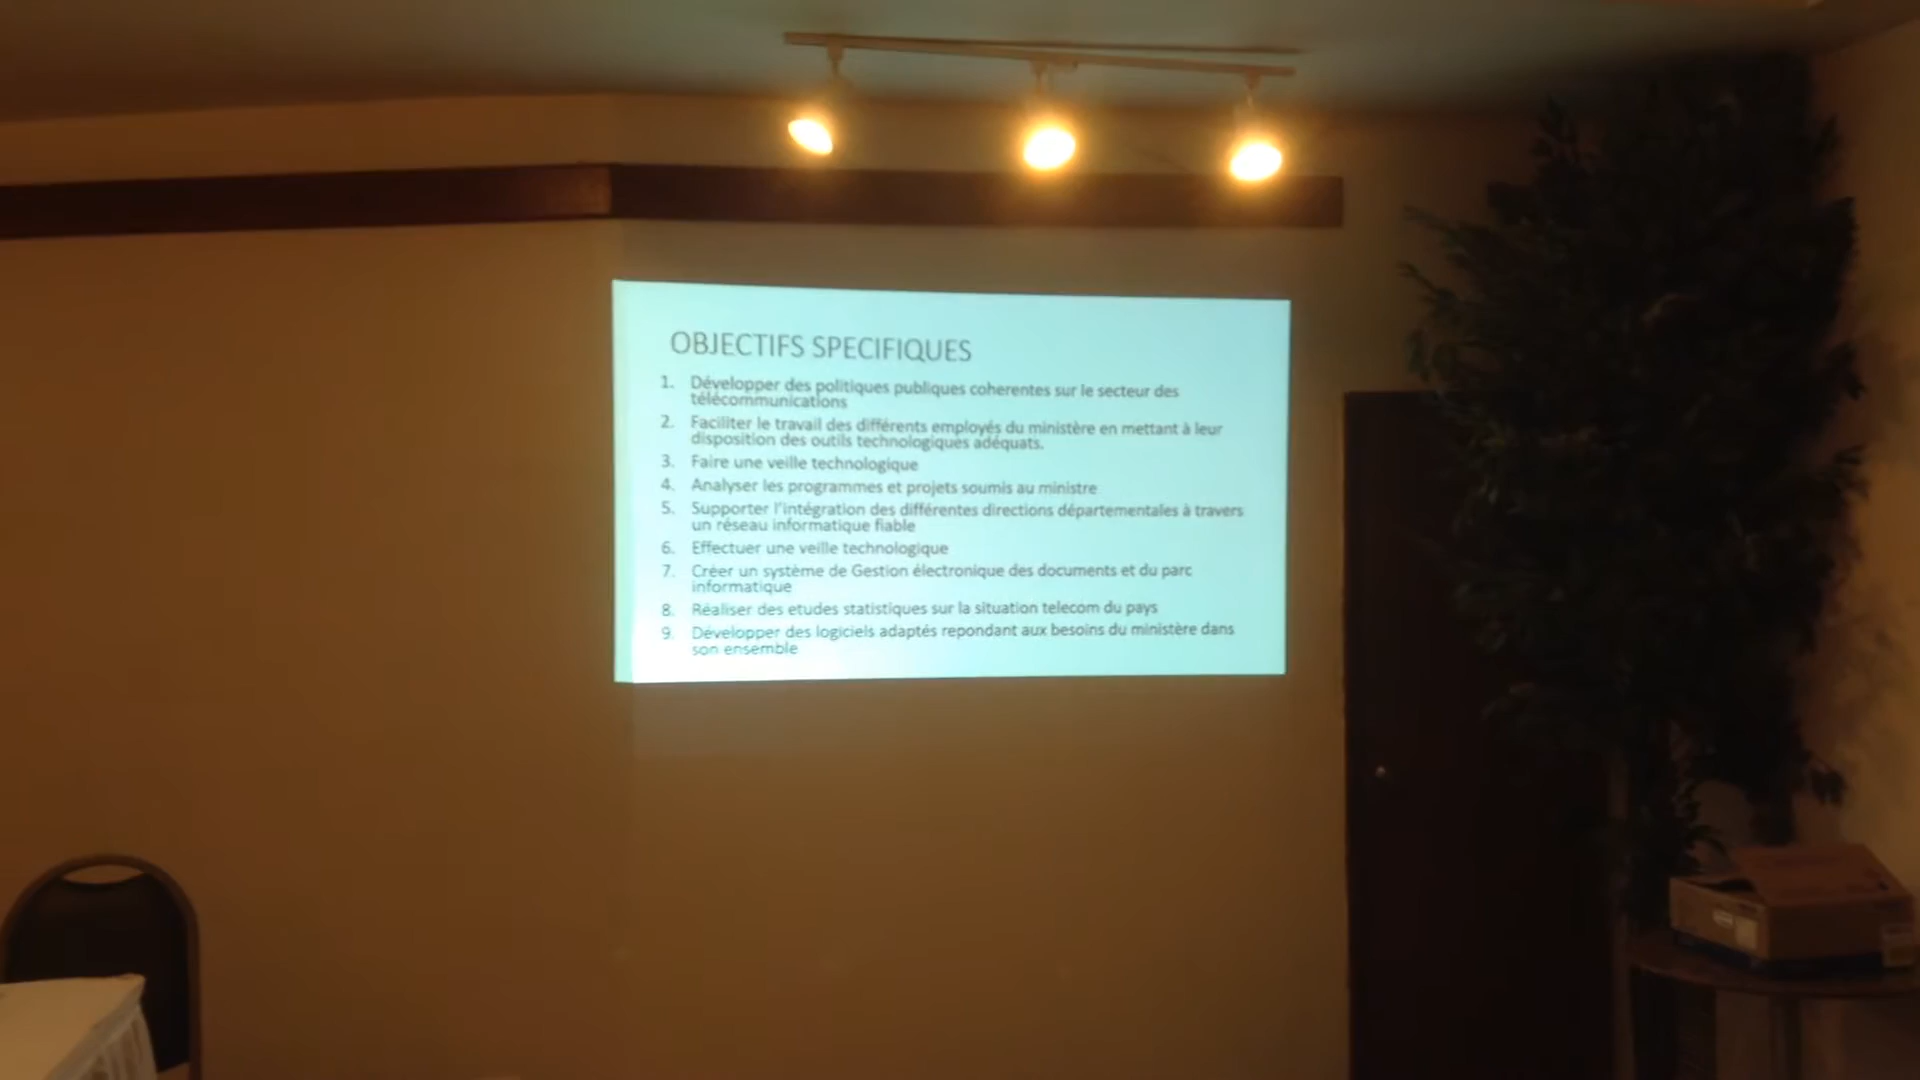 OBJECTIFS SPECIFIQUES
1. Développer des politiques publiques coherentes sur le secteur des
télécommunications
2. Faciliter le travail des différents employés du ministère en mettant à leur
disposition des outils technologiques adéquats.
3. Faire une veille technologique
4. Analyser les programmes et projets soumis au ministre
5. Supporter l'intégration des différentes directions départementales à travers
un réseau informatique fiable
6. Effectuer une veille technologique
7. Créer un système de Gestion électronique des documents et du parc
informatique
8. Réaliser des etudes statistiques sur la situation telecom du pays
9. Développer des logiciels adaptés repondant aux besoins du ministère dans
son ensemble